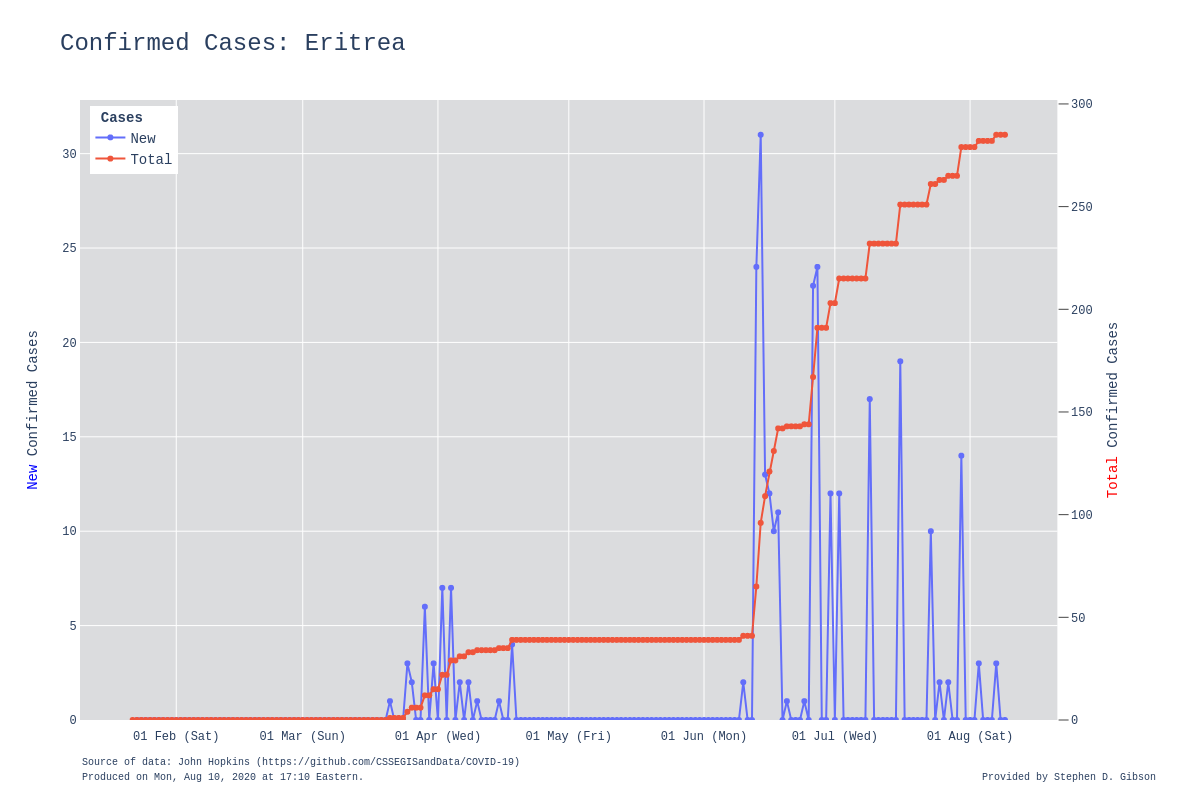 Confirmed Cases: Eritrea
Cases
New
Total
30
25
20
15
10
5
0
300
250
200
150
100
50
0
New Confirmed Cases
Total Confirmed Cases
01 Feb (Sat)
01 Mar (Sun)
01 Apr (Wed)
01 May (Fri)
01 Jun (Mon)
01 Jul (Wed)
01 Aug (Sat)
Source of data: John Hopkins (https://github.com/CSSEGISandData/COVID-19)
Produced on Mon, Aug 10, 2020 at 17:10 Eastern.
Provided by Stephen D. Gibson